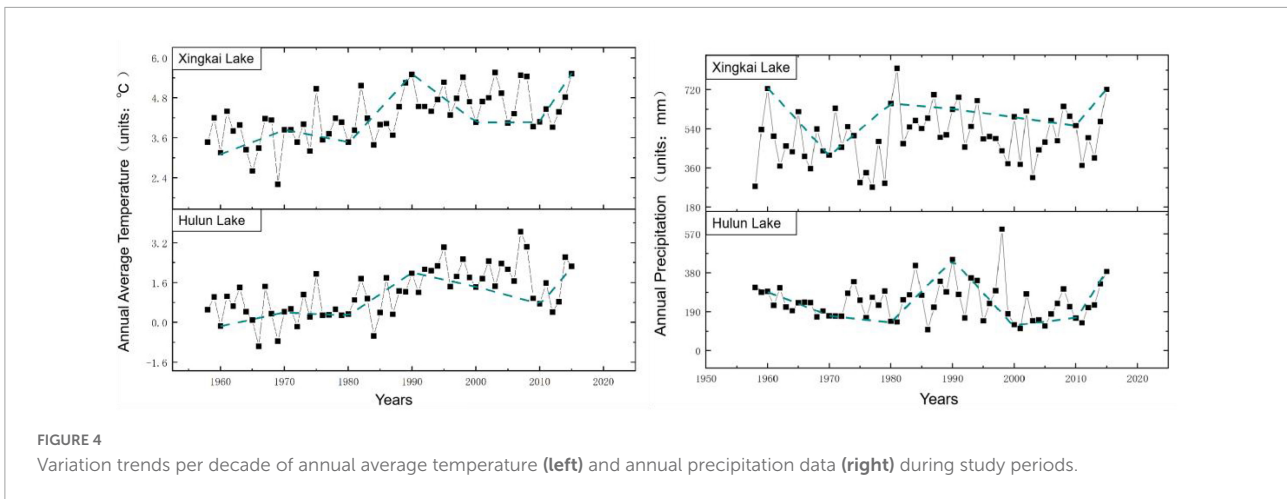 Xingkai Lake
6.0
4.8
3.6
2.4
Hulun Lake
3.2
1.6
0.0
-1.6
Annual Average Temperature (units: ℃)
1960 1970 1980 1990 2000 2010 2020
Years
Xingkai Lake
720
540
360
180
Hulun Lake
570
380
190
0
Annual Precipitation (units: mm)
1950 1960 1970 1980 1990 2000 2010 2020
Years
FIGURE 4
Variation trends per decade of annual average temperature (left) and annual precipitation data (right) during study periods.